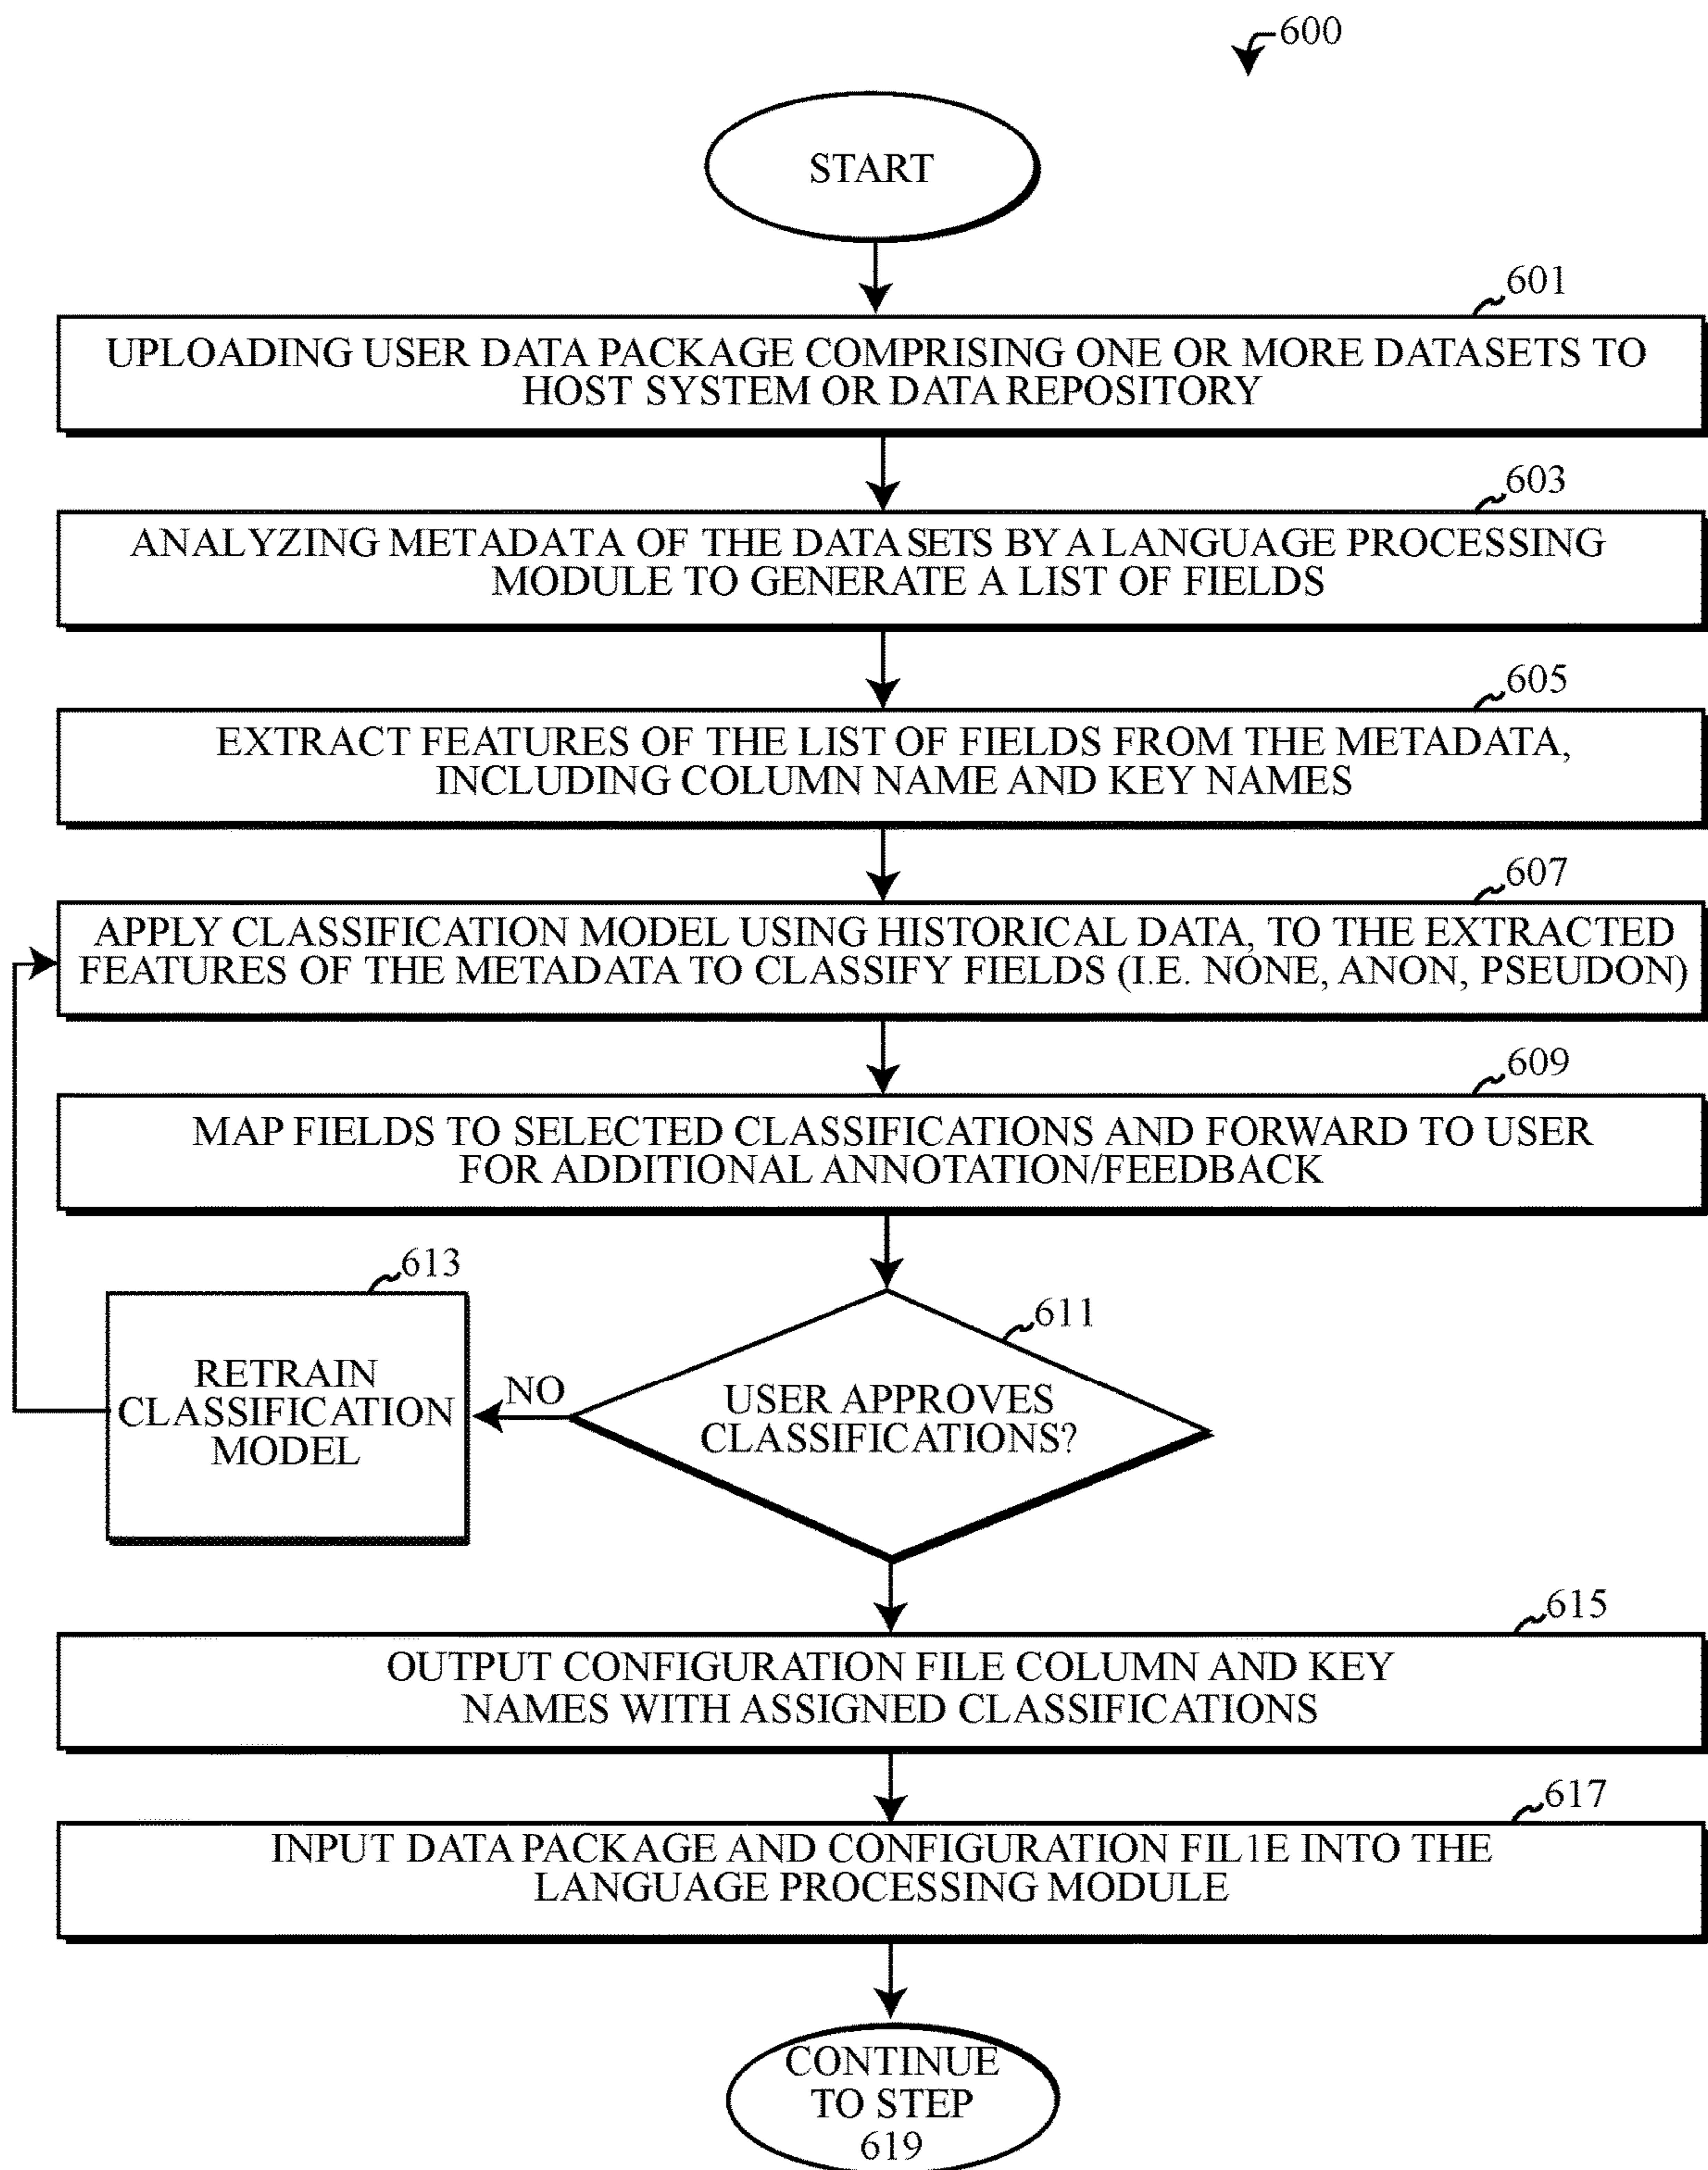 600
START
601
UPLOADING USER DATA PACKAGE COMPRISING ONE OR MORE DATASETS TO
HOST SYSTEM OR DATA REPOSITORY
603
ANALYZING METADATA OF THE DATA SETS BY A LANGUAGE PROCESSING
MODULE TO GENERATE A LIST OF FIELDS
605
EXTRACT FEATURES OF THE LIST OF FIELDS FROM THE METADATA,
INCLUDING COLUMN NAME AND KEY NAMES
607
APPLY CLASSIFICATION MODEL USING HISTORICAL DATA, TO THE EXTRACTED
FEATURES OF THE METADATA TO CLASSIFY FIELDS (I.E. NONE, ANON, PSEUDON)
609
MAP FIELDS TO SELECTED CLASSIFICATIONS AND FORWARD TO USER
FOR ADDITIONAL ANNOTATION/FEEDBACK
613
RETRAIN
CLASSIFICATION
MODEL
NO
611
USER APPROVES
CLASSIFICATIONS?
615
OUTPUT CONFIGURATION FILE COLUMN AND KEY
NAMES WITH ASSIGNED CLASSIFICATIONS
617
INPUT DATA PACKAGE AND CONFIGURATION FIL1E INTO THE
LANGUAGE PROCESSING MODULE
CONTINUE
TO STEP
619